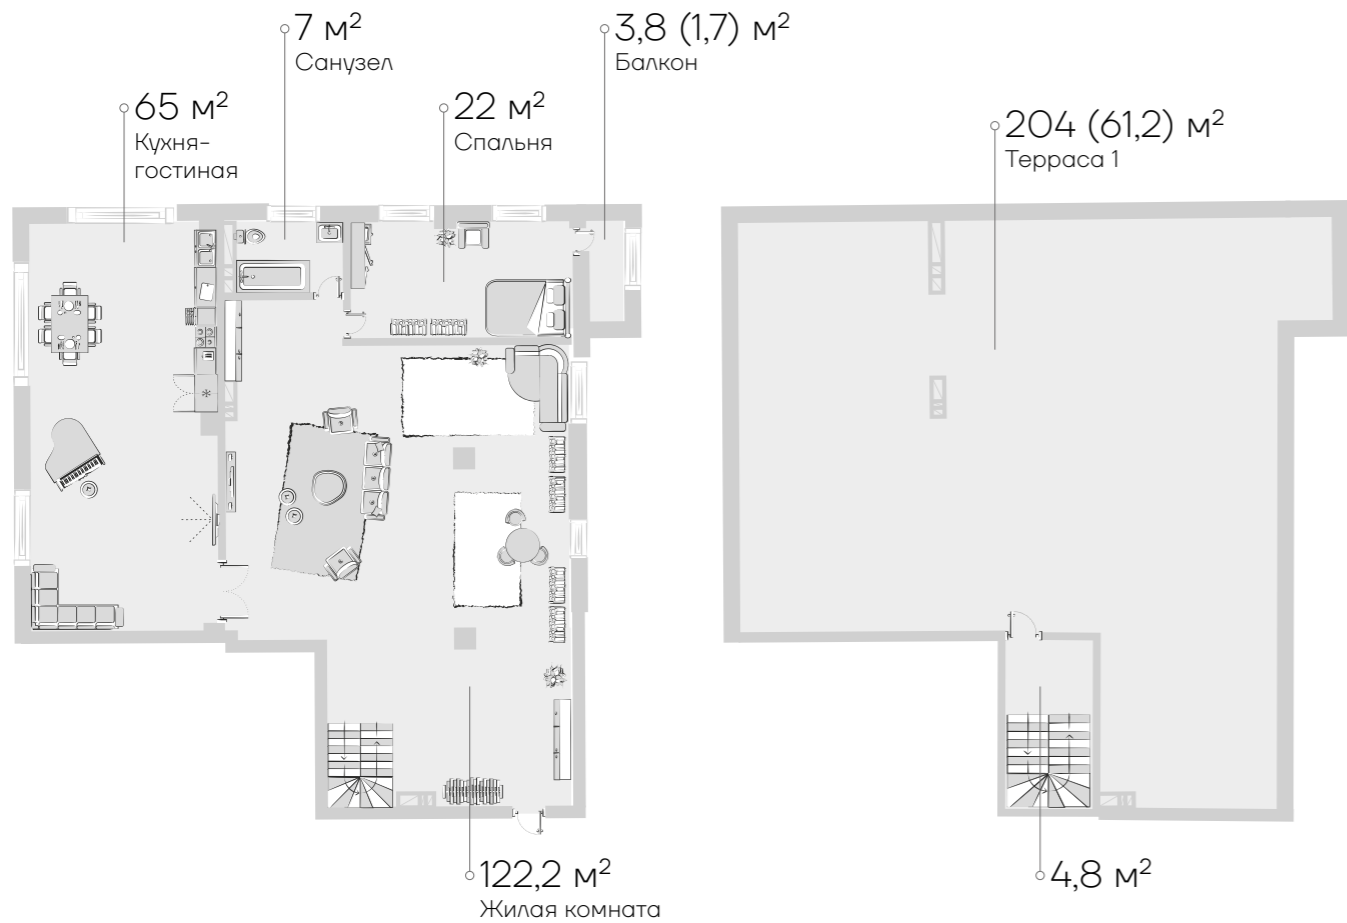 7 м²
Санузел
3,8 (1,7) м²
Балкон
65 м²
Кухня-
гостиная
22 м²
Спальня
204 (61,2) м²
Терраса 1
122,2 м²
Жилая комната
4,8 м²